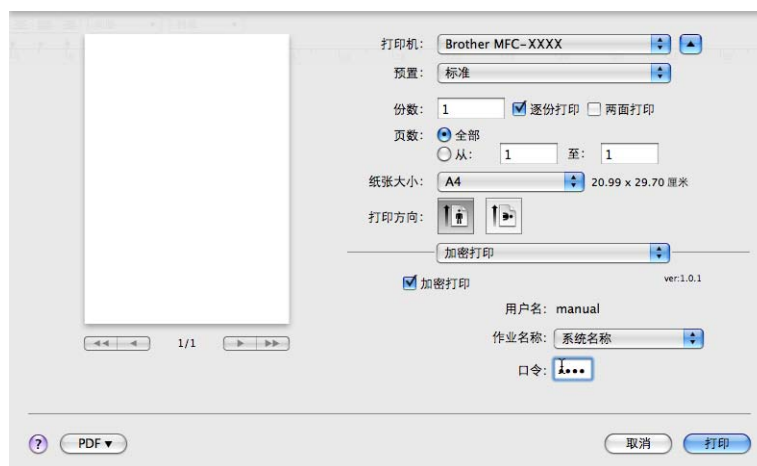 打印机: Brother MFC-XXXX
预置: 标准
份数: 1 逐份打印 两面打印
页数: 全部
从: 1 至: 1
纸张大小: A4 20.99 x 29.70 厘米
打印方向:
加密打印
加密打印 ver:1.0.1
用户名: manual
作业名称: 系统名称
口令: ••••
1/1
? PDF▼ 取消 打印